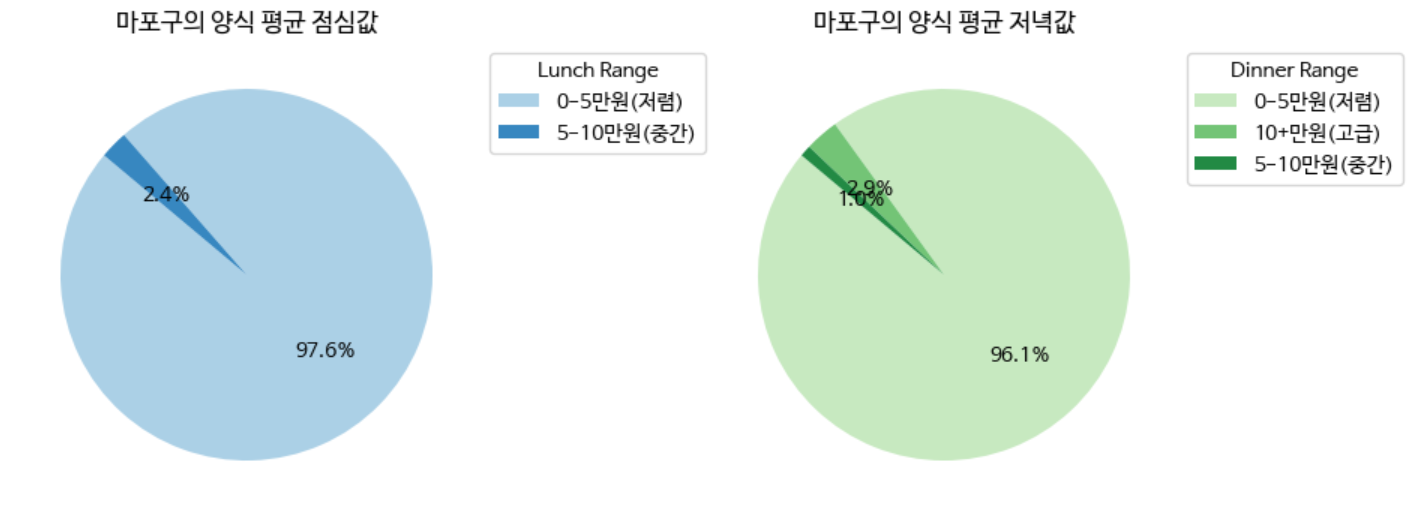 마포구의 양식 평균 점심값
Lunch Range
0-5만원(저렴)
5-10만원(중간)
2.4%
97.6%
마포구의 양식 평균 저녁값
Dinner Range
0-5만원(저렴)
10+만원(고급)
5-10만원(중간)
2.9%
1.0%
96.1%